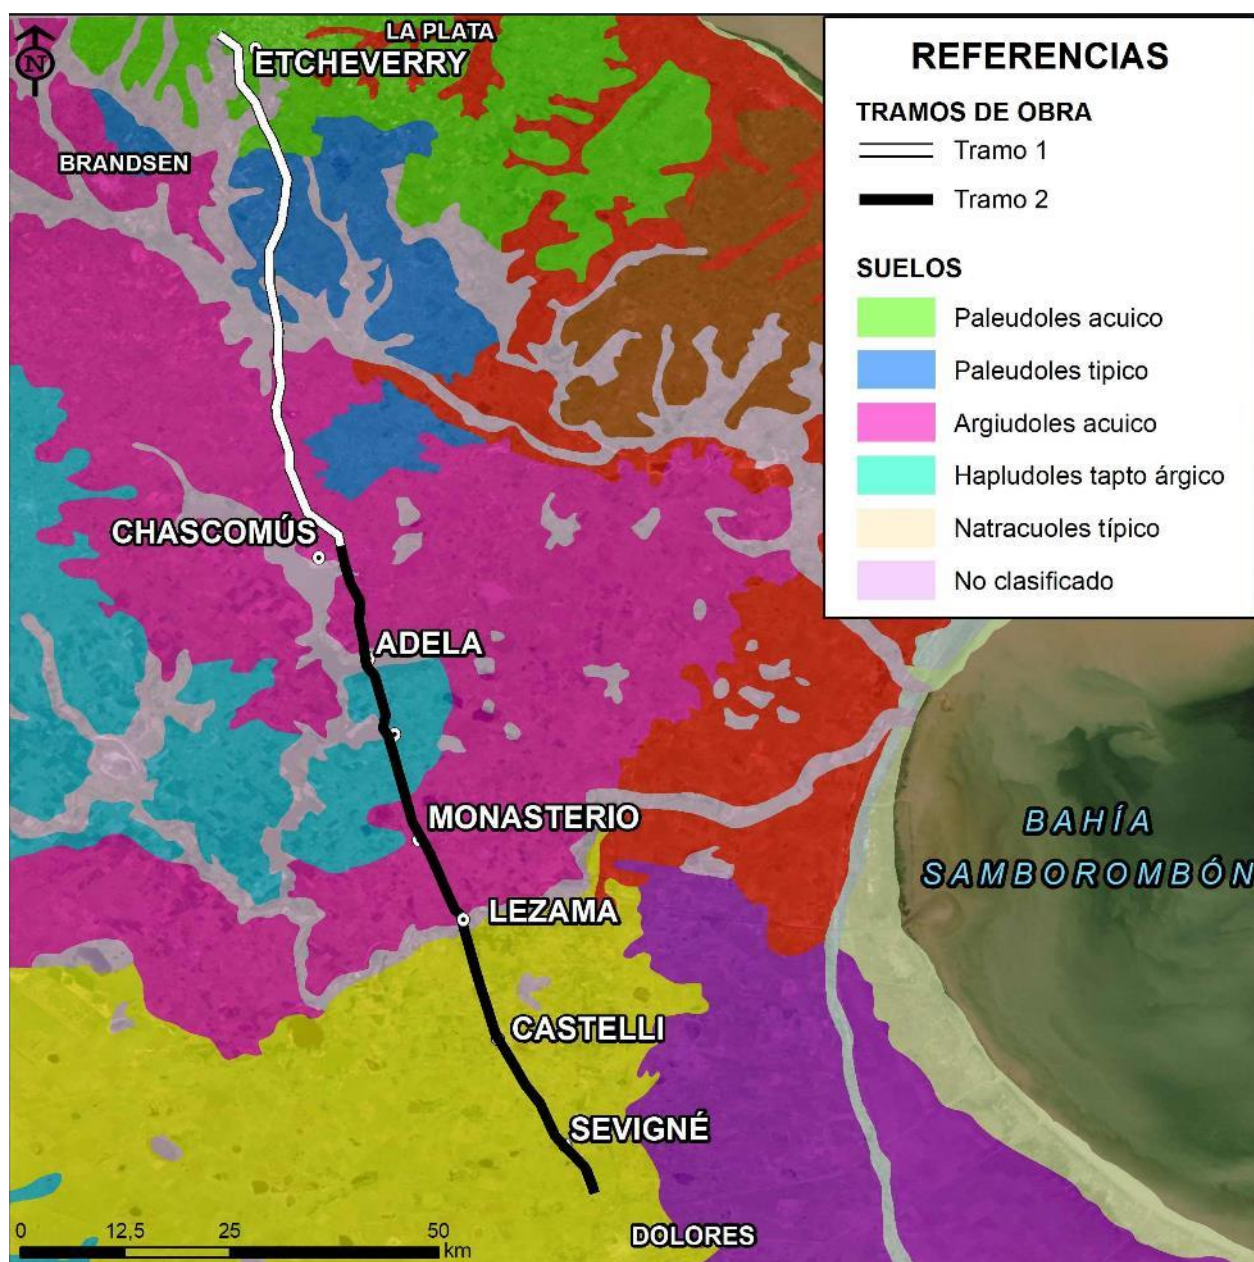 N
LA PLATA
ETCHEVERRY
BRANDSEN
CHASCOMÚS
ADELA
MONASTERIO
LEZAMA
CASTELLI
SEVIGNÉ
DOLORES
BAHÍA
SAMBOROMBÓN
0 12,5 25 50
km
REFERENCIAS
TRAMOS DE OBRA
Tramo 1
Tramo 2
SUELOS
Paleudoles acuico
Paleudoles tipico
Argiudoles acuico
Hapludoles tapto árgico
Natracuoles típico
No clasificado